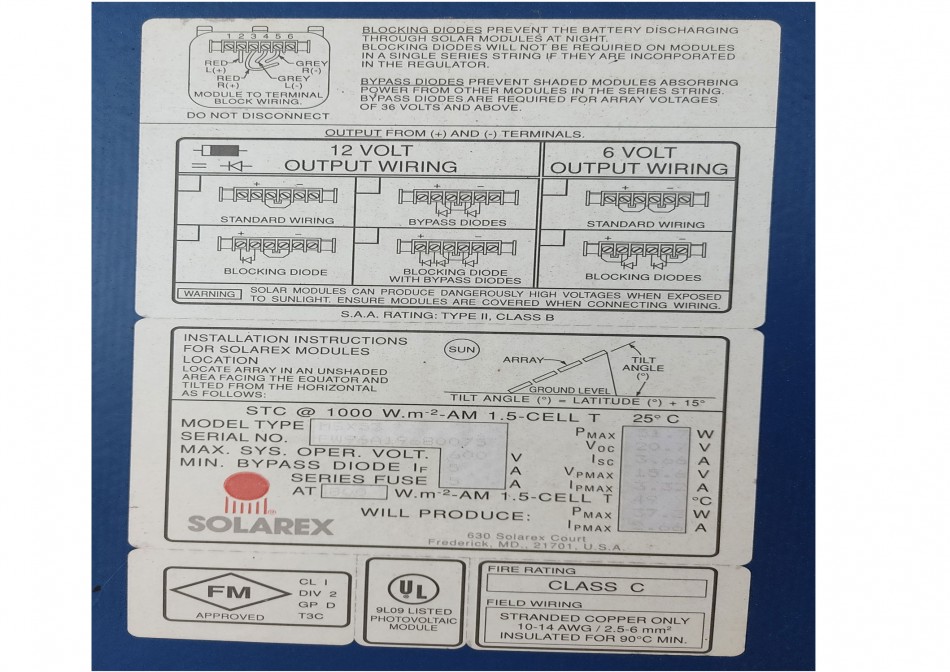 1 2 3 4 5 6
RED L(+)
GREY R(-)
RED R(+)
GREY L(-)
MODULE TO TERMINAL
BLOCK WIRING.
DO NOT DISCONNECT
BLOCKING DIODES PREVENT THE BATTERY DISCHARGING
THROUGH SOLAR MODULES AT NIGHT.
BLOCKING DIODES WILL NOT BE REQUIRED ON MODULES
IN A SINGLE SERIES STRING IF THEY ARE INCORPORATED
IN THE REGULATOR.
BYPASS DIODES PREVENT SHADED MODULES ABSORBING
POWER FROM OTHER MODULES IN THE SERIES STRING.
BYPASS DIODES ARE REQUIRED FOR ARRAY VOLTAGES
OF 36 VOLTS AND ABOVE.
OUTPUT FROM (+) AND (-) TERMINALS.
=
12 VOLT
OUTPUT WIRING
6 VOLT
OUTPUT WIRING
+ -
STANDARD WIRING
+ -
BYPASS DIODES
+ -
STANDARD WIRING
+ -
BLOCKING DIODE
+ -
BLOCKING DIODE
WITH BYPASS DIODES
+ -
BLOCKING DIODES
WARNING
SOLAR MODULES CAN PRODUCE DANGEROUSLY HIGH VOLTAGES WHEN EXPOSED
TO SUNLIGHT. ENSURE MODULES ARE COVERED WHEN CONNECTING WIRING.
S.A.A. RATING: TYPE II, CLASS B
INSTALLATION INSTRUCTIONS
FOR SOLAREX MODULES
LOCATION
LOCATE ARRAY IN AN UNSHADED
AREA FACING THE EQUATOR AND
TILTED FROM THE HORIZONTAL
AS FOLLOWS:
SUN
ARRAY
TILT
ANGLE
(°)
GROUND LEVEL
TILT ANGLE (°) = LATITUDE (°) + 15°
STC @ 1000 W.m-2-AM 1.5-CELL T 25° C
MODEL TYPE
SERIAL NO.
MAX. SYS. OPER. VOLT. V
MIN. BYPASS DIODE IF A
SERIES FUSE A
AT W.m-2-AM 1.5-CELL T °C
WILL PRODUCE:
PMAX W
VOC V
ISC A
VPMAX V
IPMAX A
PMAX W
IPMAX A
SOLAREX
630 Solarex Court
Frederick, MD., 21701, U.S.A.
FM
APPROVED
CL I
DIV 2
GP D
T3C
UL
9L09 LISTED
PHOTOVOLTAIC
MODULE
FIRE RATING
CLASS C
FIELD WIRING
STRANDED COPPER ONLY
10-14 AWG / 2.5-6 mm²
INSULATED FOR 90°C MIN.